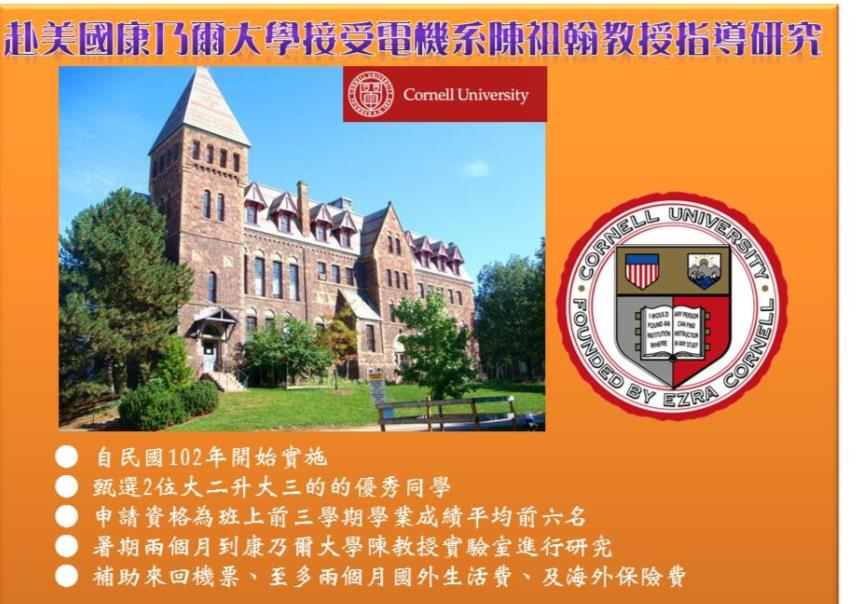 赴美國康乃爾大學接受電機系陳祖翰教授指導研究
Cornell University
CORNELL UNIVERSITY
FOUNDED BY EZRA CORNELL
I WOULD
FOUND AN
INSTITUTION
WHERE
ANY PERSON
CAN FIND
INSTRUCTION
IN ANY STUDY
● 自民國102年開始實施
● 甄選2位大二升大三的的優秀同學
● 申請資格為班上前三學期學業成績平均前六名
● 暑期兩個月到康乃爾大學陳教授實驗室進行研究
● 補助來回機票、至多兩個月國外生活費、及海外保險費